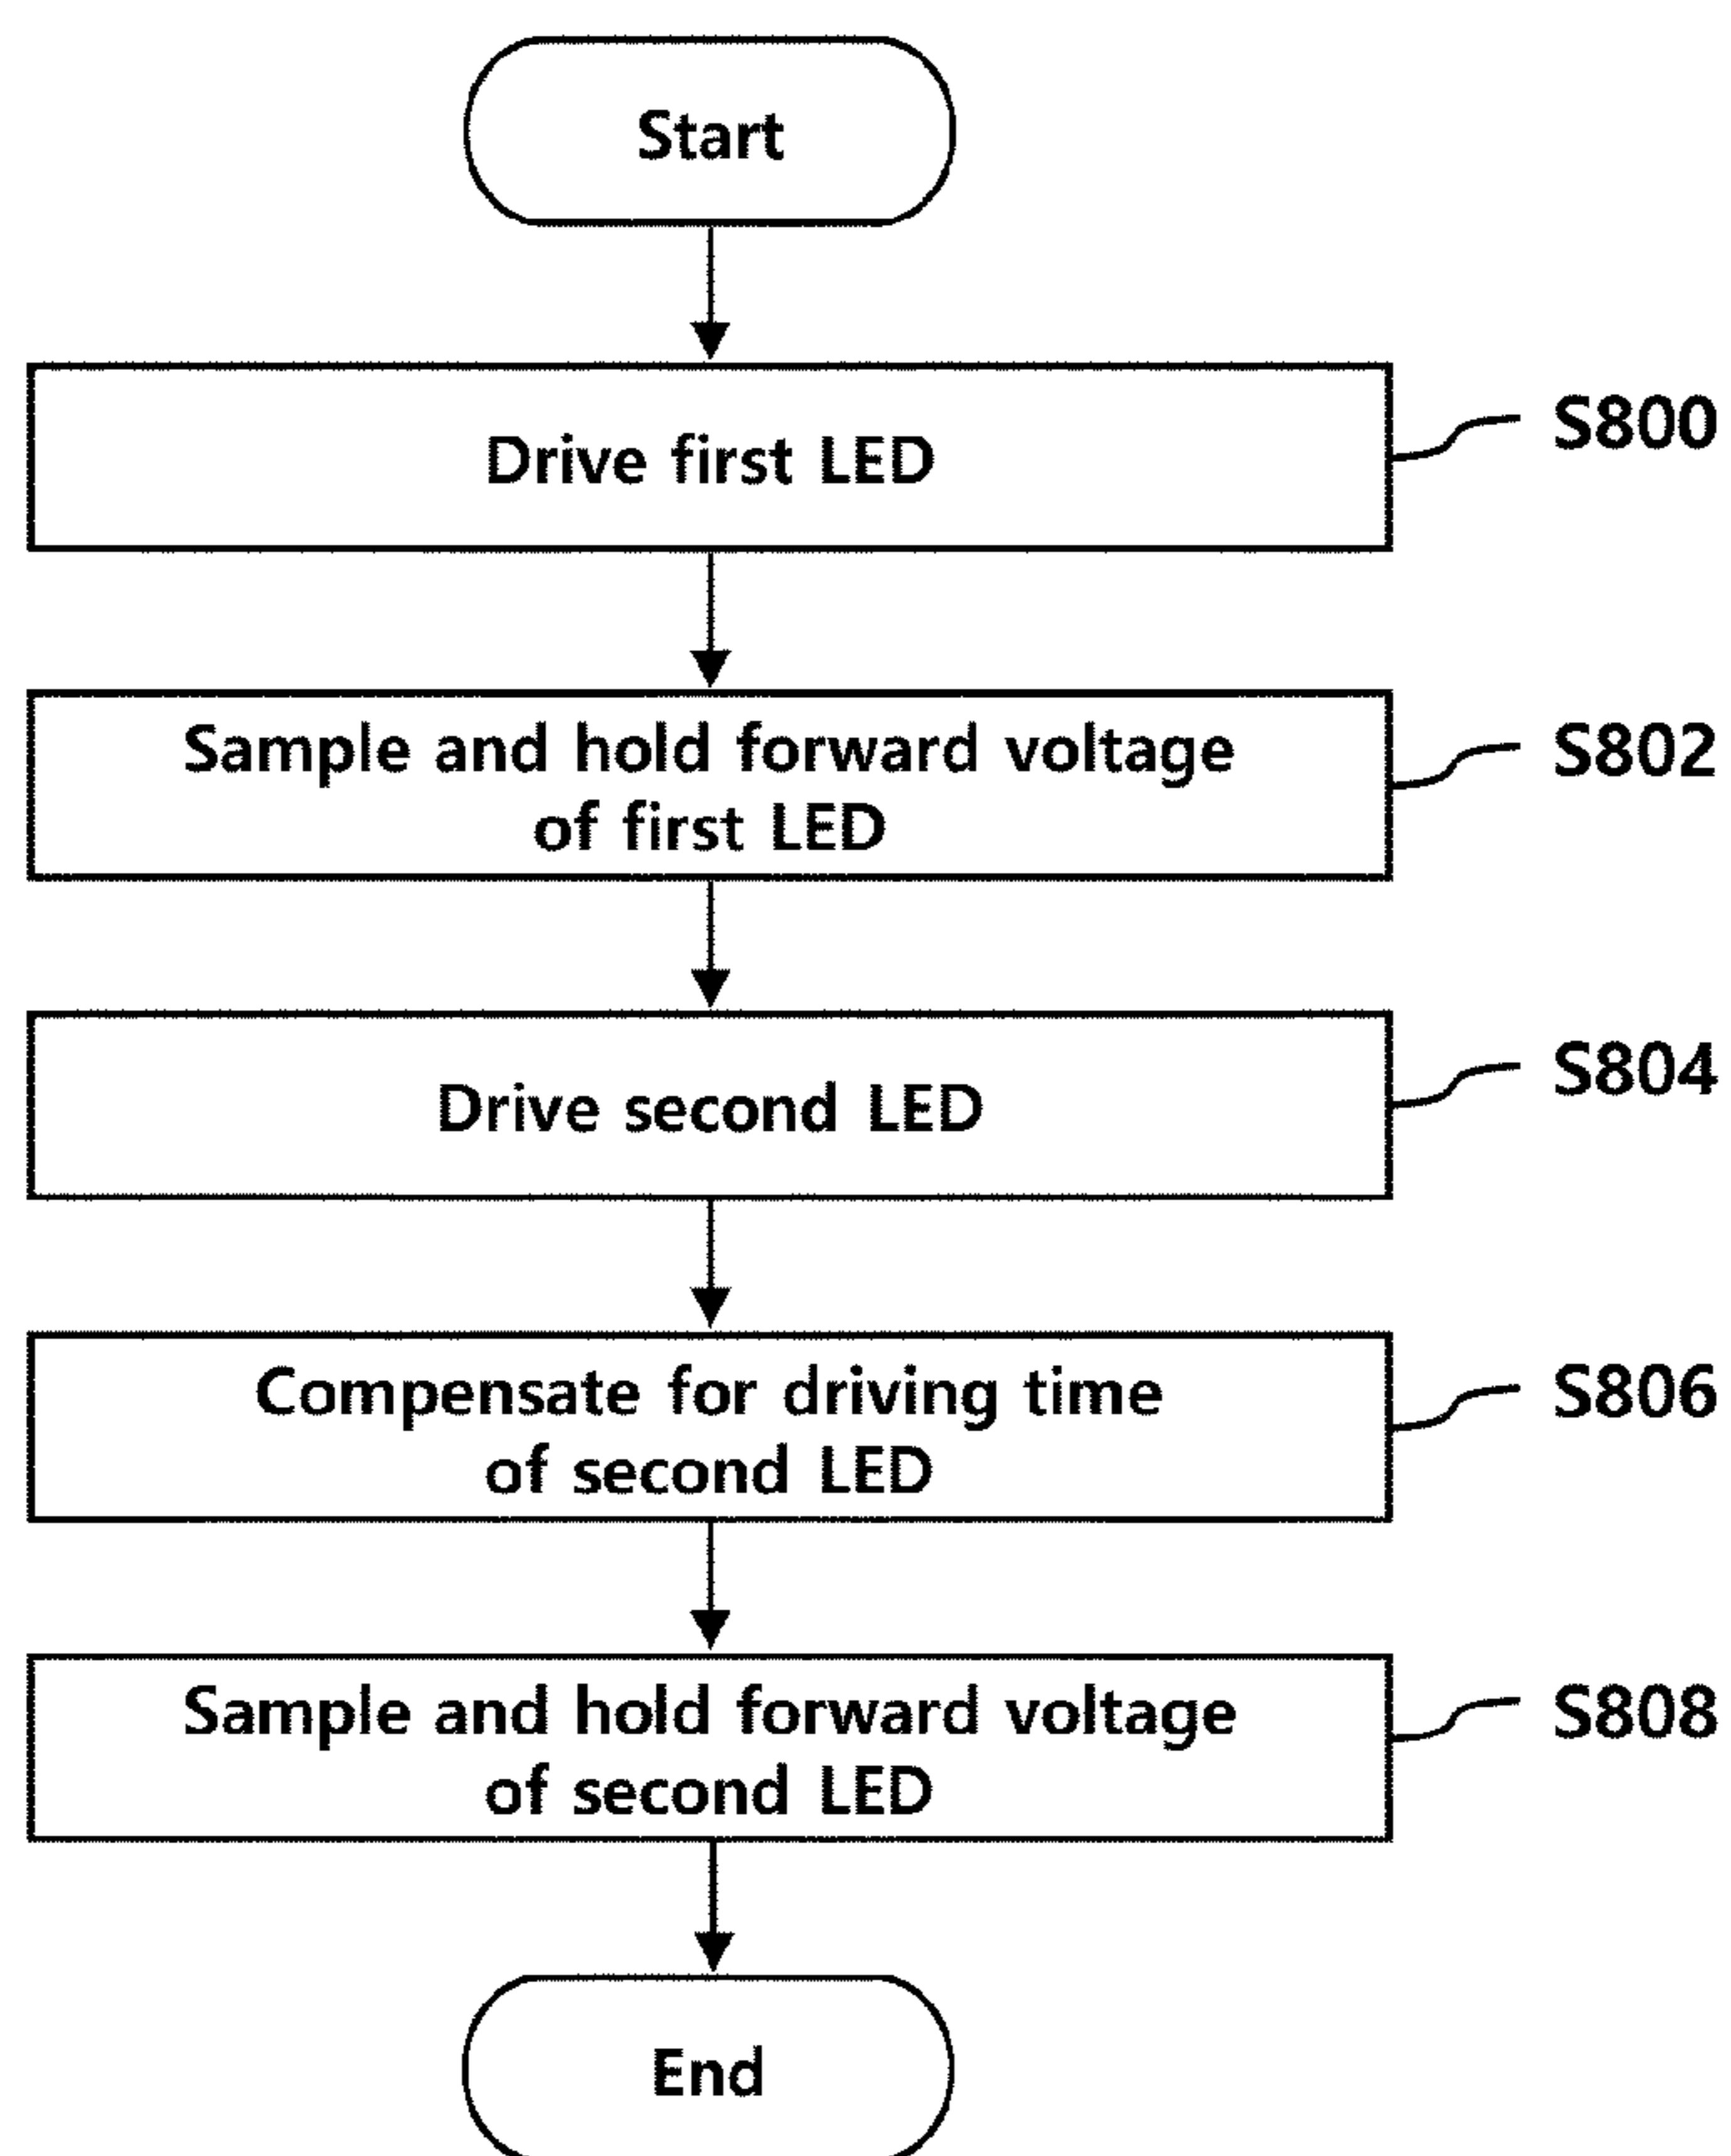 Start
Drive first LED
S800
Sample and hold forward voltage
of first LED
S802
Drive second LED
S804
Compensate for driving time
of second LED
S806
Sample and hold forward voltage
of second LED
S808
End